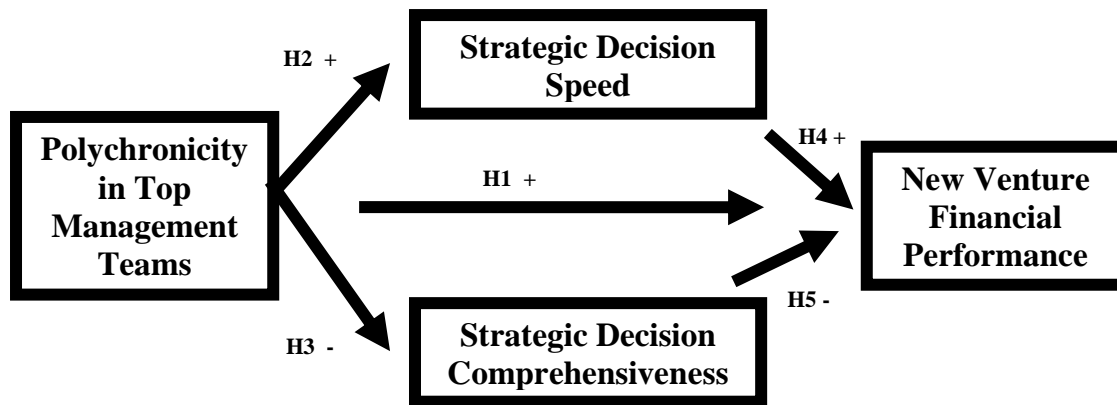 Strategic Decision
Speed
H2 +
Polychronicity
in Top
Management
Teams
H1 +
H4 +
New Venture
Financial
Performance
H3 -
Strategic Decision
Comprehensiveness
H5 -